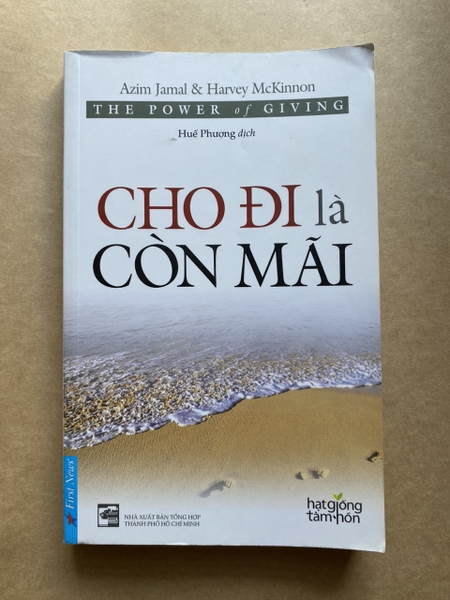 Azim Jamal & Harvey McKinnon
THE POWER of GIVING
Huế Phượng dịch
CHO ĐI là
CÒN MÃI
First News
NHÀ XUẤT BẢN TỔNG HỢP
THÀNH PHỐ HỒ CHÍ MINH
hạt giống
tâm hồn